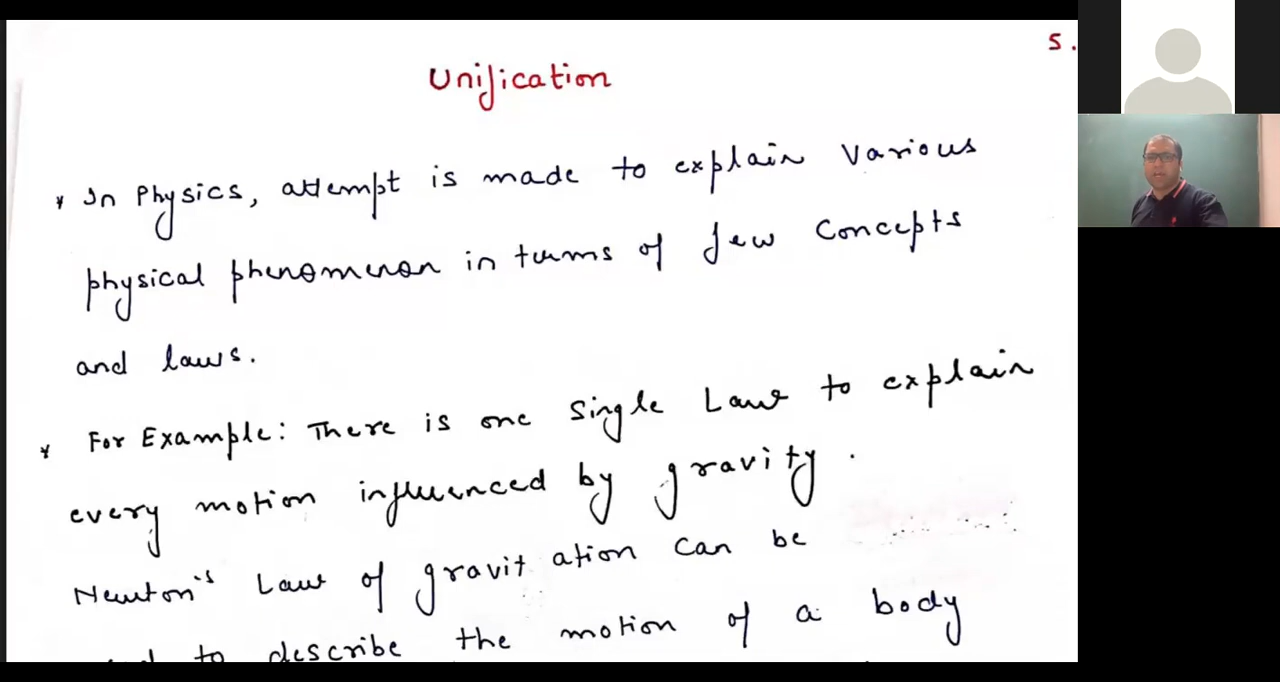 5.
Unification
* In Physics, attempt is made to explain various
physical phenomenon in terms of few concepts
and laws.
* For Example: There is one single Law to explain
every motion influenced by gravity.
Newton's Law of gravitation can be
to describe the motion of a body